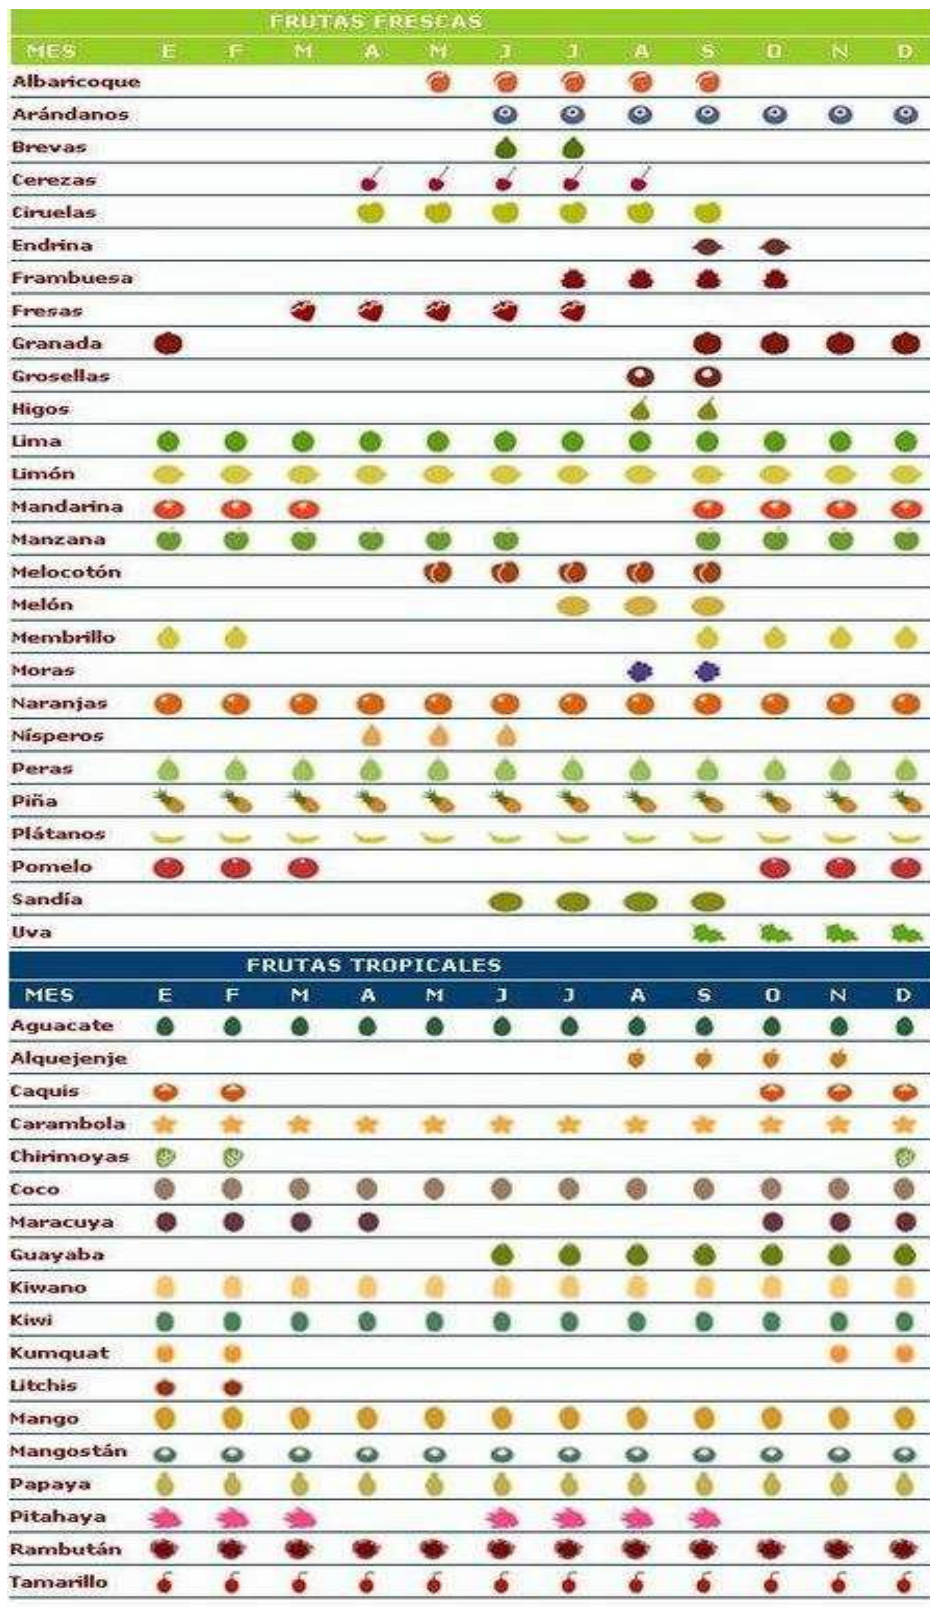 FRUTAS FRESCAS
MES E F M A M J J A S O N D
Albaricoque
Arándanos
Brevas
Cerezas
Ciruelas
Endrina
Frambuesa
Fresas
Granada
Grosellas
Higos
Lima
Limón
Mandarina
Manzana
Melocotón
Melón
Membrillo
Moras
Naranjas
Nísperos
Peras
Piña
Plátanos
Pomelo
Sandía
Uva
FRUTAS TROPICALES
MES E F M A M J J A S O N D
Aguacate
Alquejenje
Caquis
Carambola
Chirimoyas
Coco
Maracuya
Guayaba
Kiwano
Kiwi
Kumquat
Litchis
Mango
Mangostán
Papaya
Pitahaya
Rambután
Tamarillo